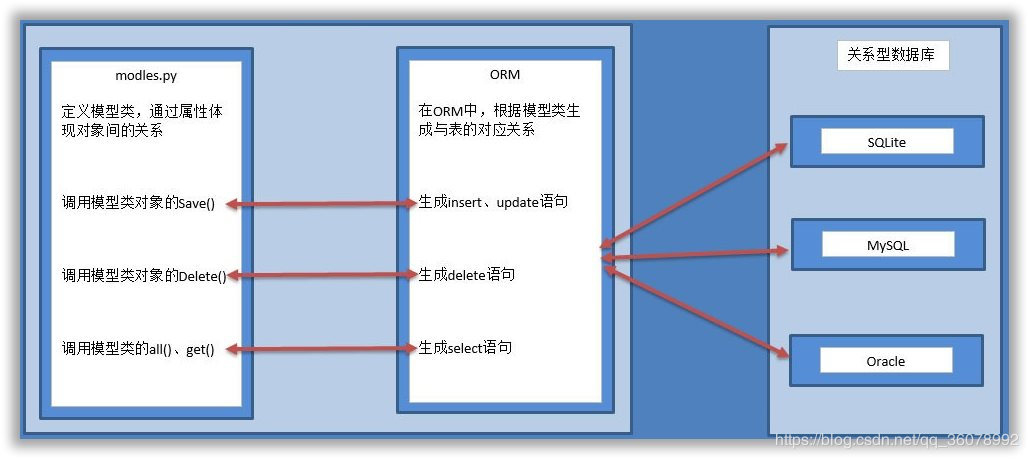 modles.py
定义模型类，通过属性体
现对象间的关系
调用模型类对象的Save()
调用模型类对象的Delete()
调用模型类的all()、get()
ORM
在ORM中，根据模型类生
成与表的对应关系
生成insert、update语句
生成delete语句
生成select语句
关系型数据库
SQLite
MySQL
Oracle
https://blog.csdn.net/qq_36078992